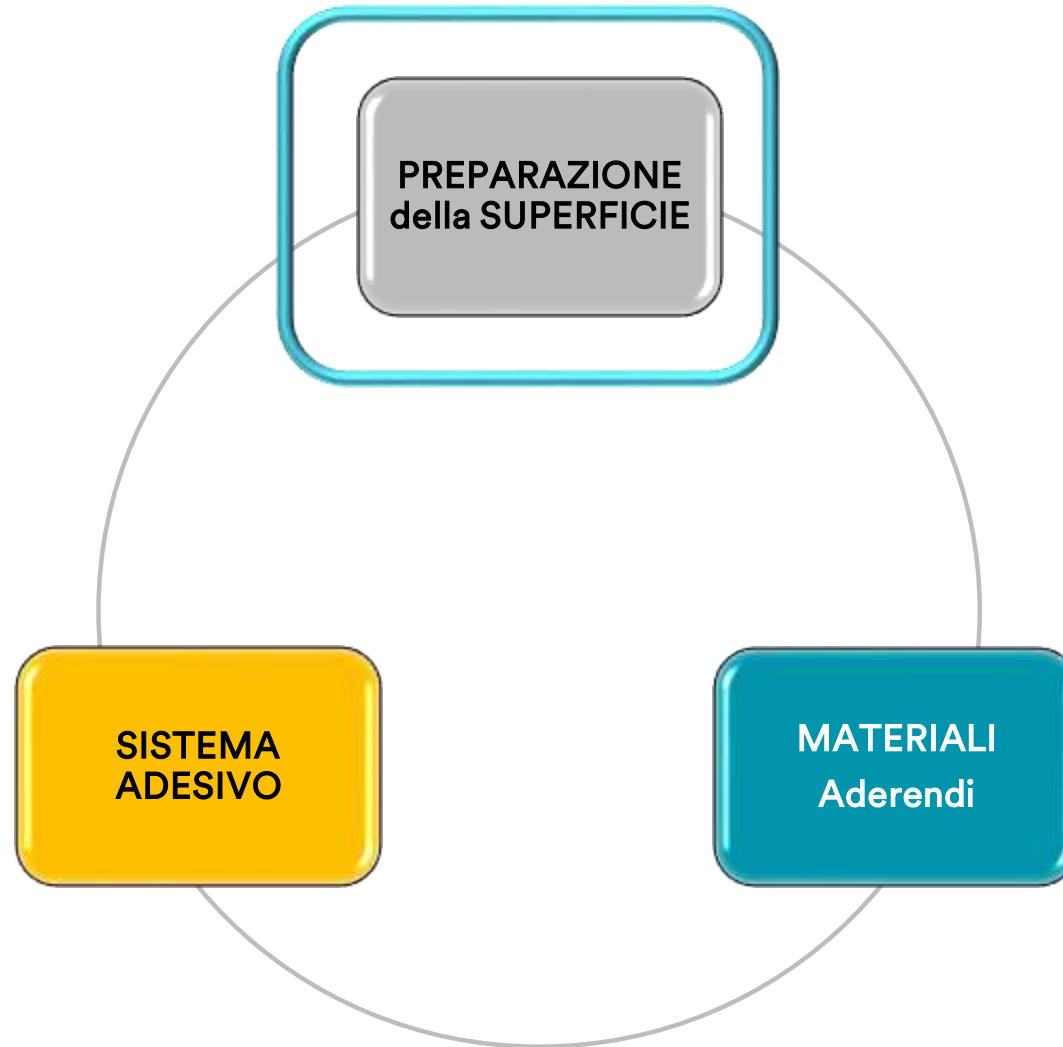 PREPARAZIONE
della SUPERFICIE
SISTEMA
ADESIVO
MATERIALI
Aderendi